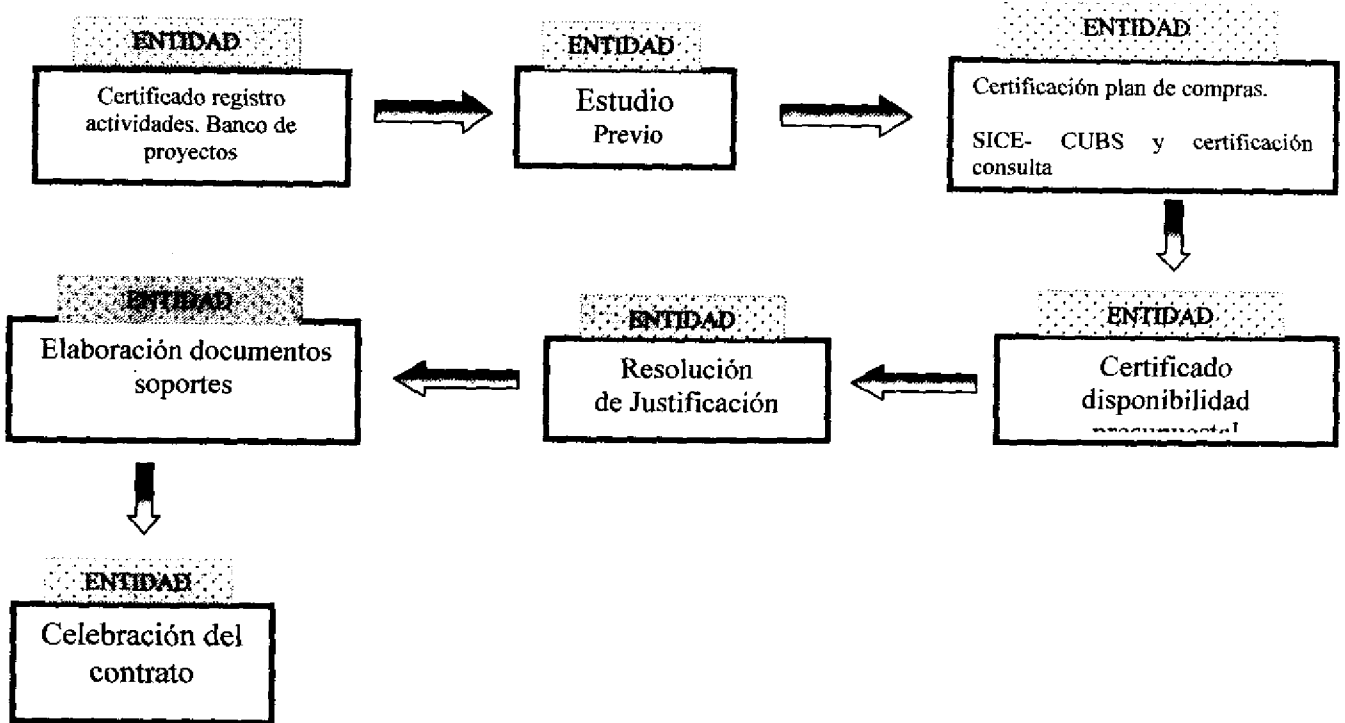 ENTIDAD
Certificado registro
actividades. Banco de
proyectos
ENTIDAD
Estudio
Previo
ENTIDAD
Certificación plan de compras.
SICE- CUBS y certificación
consulta
ENTIDAD
Certificado
disponibilidad
ENTIDAD
Resolución
de Justificación
ENTIDAD
Elaboración documentos
soportes
ENTIDAD
Celebración del
contrato